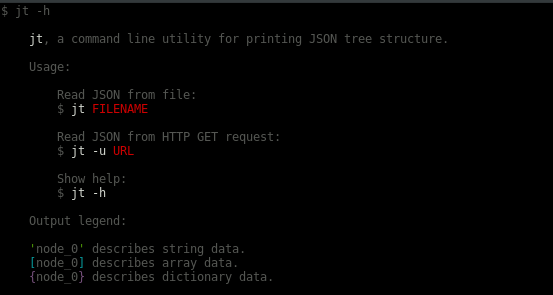 $ jt -h
jt, a command line utility for printing JSON tree structure.
Usage:
Read JSON from file:
$ jt FILENAME
Read JSON from HTTP GET request:
$ jt -u URL
Show help:
$ jt -h
Output legend:
'node_0' describes string data.
[node_0] describes array data.
{node_0} describes dictionary data.